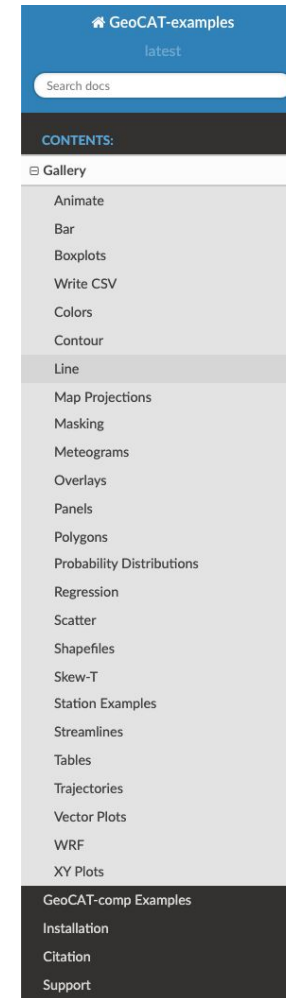 GeoCAT-examples
latest
Search docs
CONTENTS:
Gallery
Animate
Bar
Boxplots
Write CSV
Colors
Contour
Line
Map Projections
Masking
Meteograms
Overlays
Panels
Polygons
Probability Distributions
Regression
Scatter
Shapefiles
Skew-T
Station Examples
Streamlines
Tables
Trajectories
Vector Plots
WRF
XY Plots
GeoCAT-comp Examples
Installation
Citation
Support